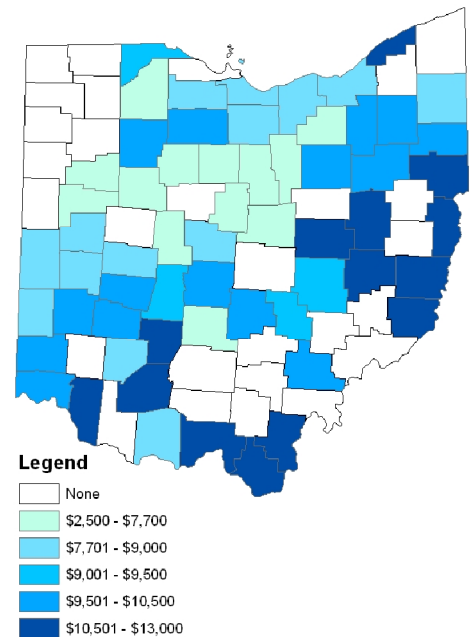 Legend
None
$2,500 - $7,700
$7,701 - $9,000
$9,001 - $9,500
$9,501 - $10,500
$10,501 - $13,000